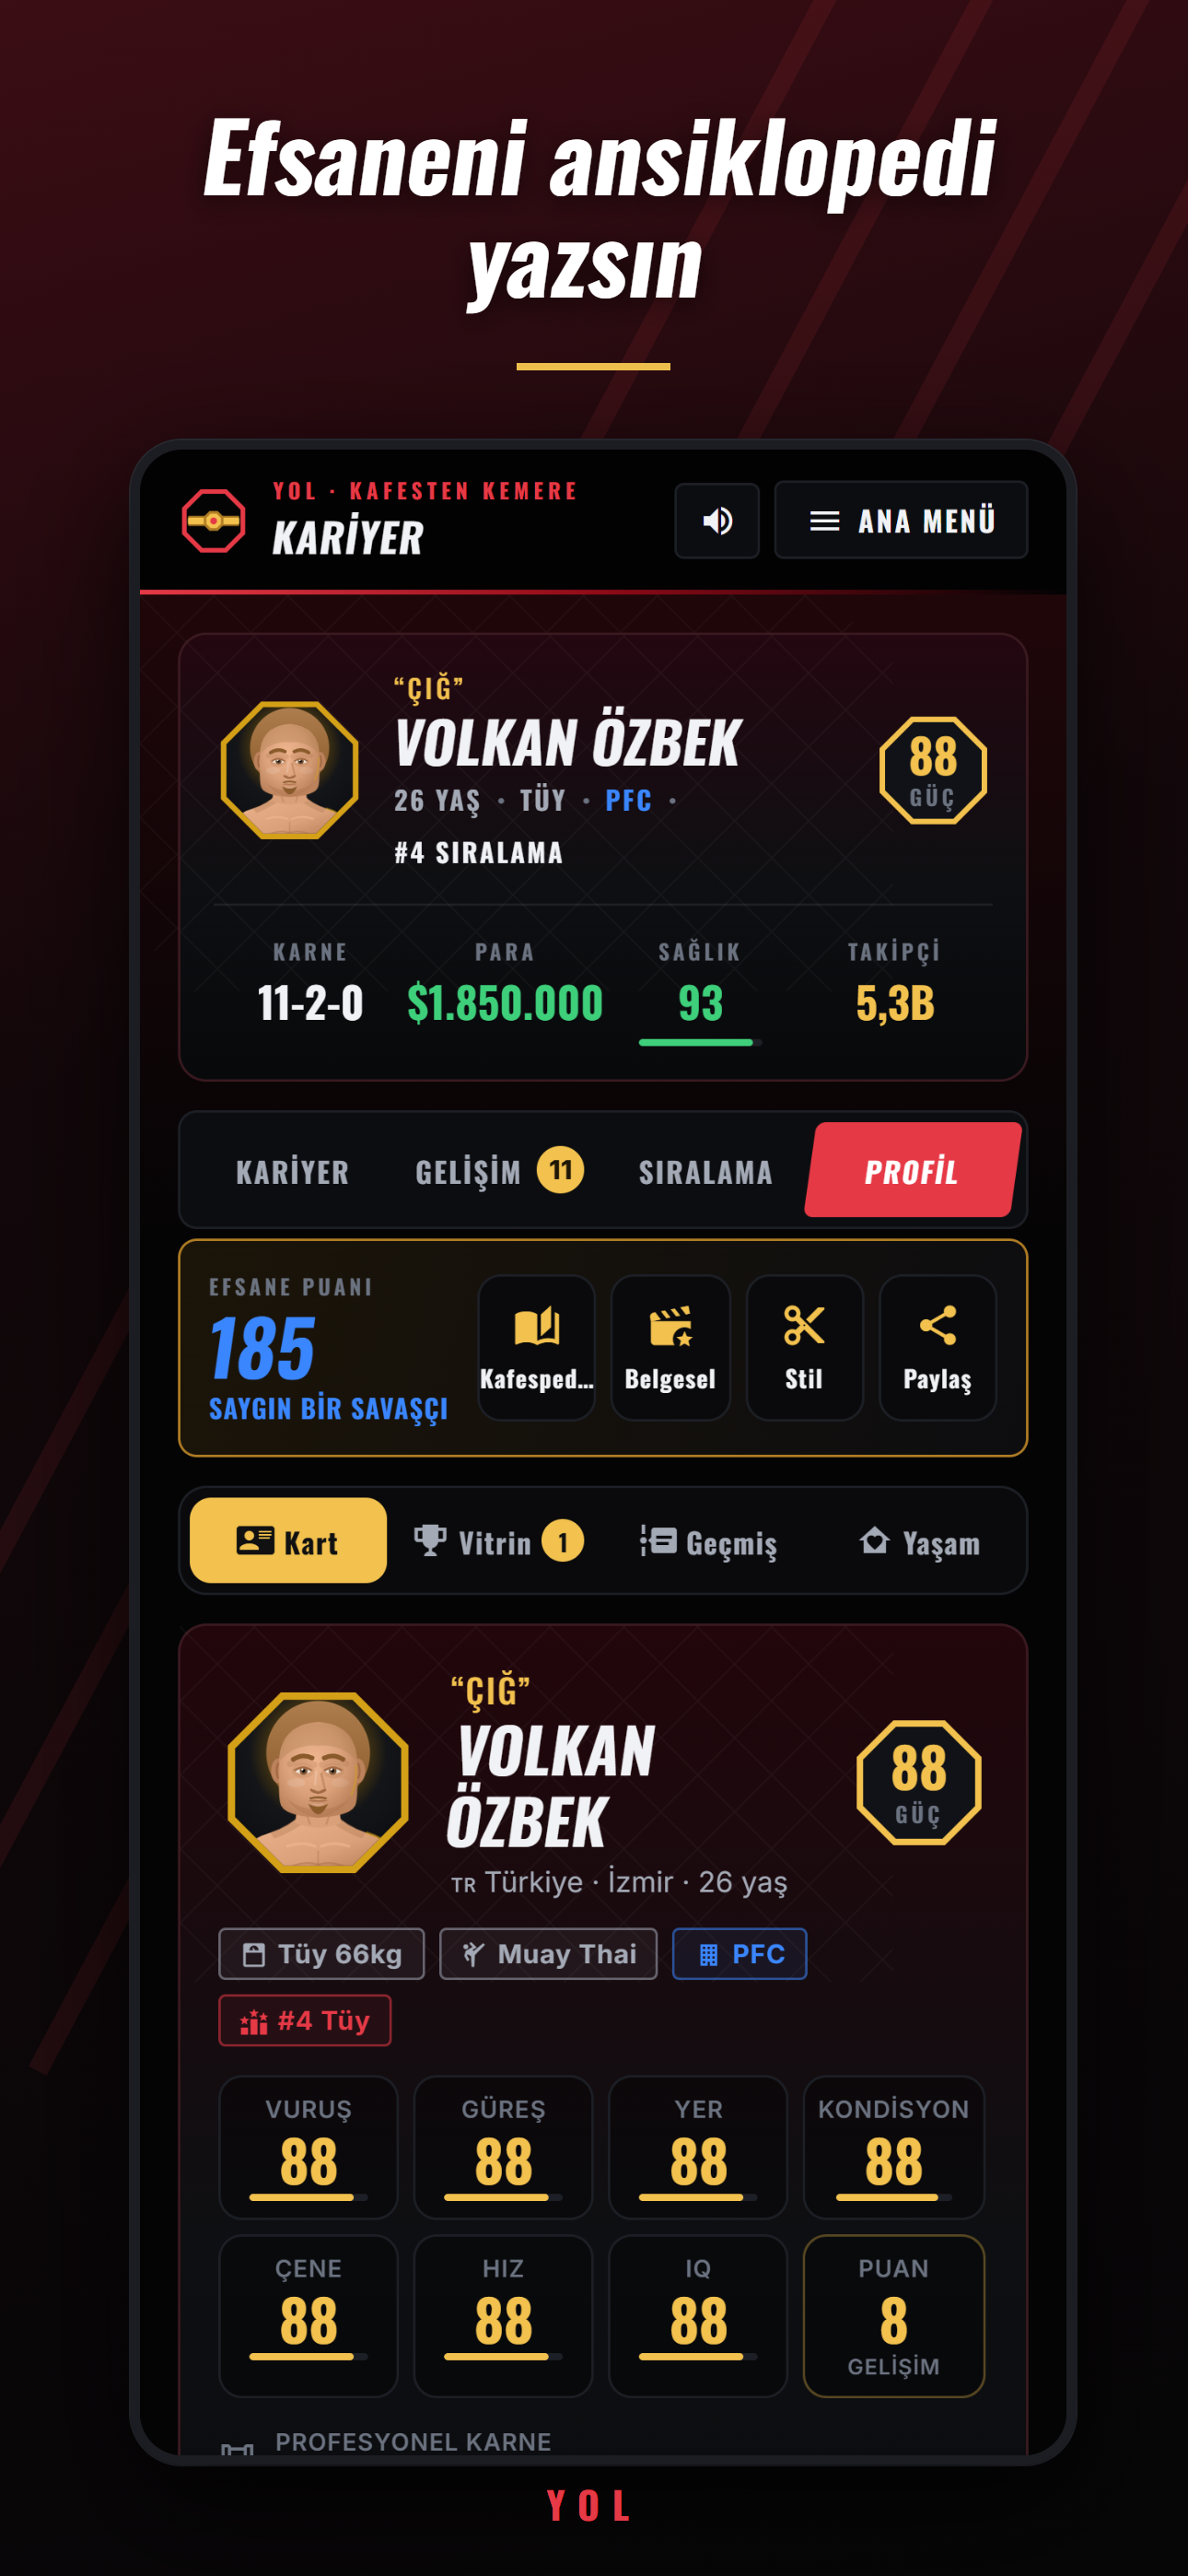 Efsaneni ansiklopedi
yazsın
YOL · KAFESTEN KEMERE
KARİYER
ANA MENÜ
“ÇIĞ”
VOLKAN ÖZBEK
26 YAŞ · TÜY · PFC ·
#4 SIRALAMA
88
GÜÇ
KARNE PARA SAĞLIK TAKİPÇİ
11-2-0 $1.850.000 93 5,3B
KARİYER GELİŞİM 11 SIRALAMA PROFİL
EFSANE PUANI
185
SAYGIN BİR SAVAŞÇI
Kafesped... Belgesel Stil Paylaş
Kart Vitrin 1 Geçmiş Yaşam
“ÇIĞ”
VOLKAN
ÖZBEK
TR Türkiye · İzmir · 26 yaş
88
GÜÇ
Tüy 66kg Muay Thai PFC
#4 Tüy
VURUŞ GÜREŞ YER KONDİSYON
88 88 88 88
ÇENE HIZ IQ PUAN
88 88 88 8
GELİŞİM
PROFESYONEL KARNE
YOL